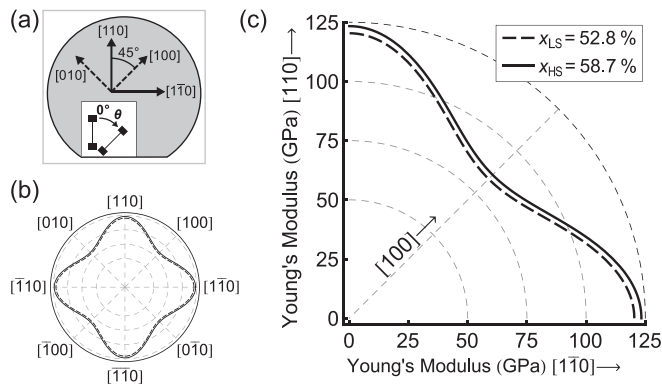 (a)
[110]
45°
[100]
[010]
[11̅0]
0°
θ
(b)
[110]
[010]
[100]
[1̅10]
[11̅0]
[1̅00]
[01̅0]
[1̅1̅0]
(c)
125
100
75
50
25
0
Young's Modulus (GPa) [110]→
x_LS = 52.8 %
x_HS = 58.7 %
[100]→
0 25 50 75 100 125
Young's Modulus (GPa) [11̅0]→